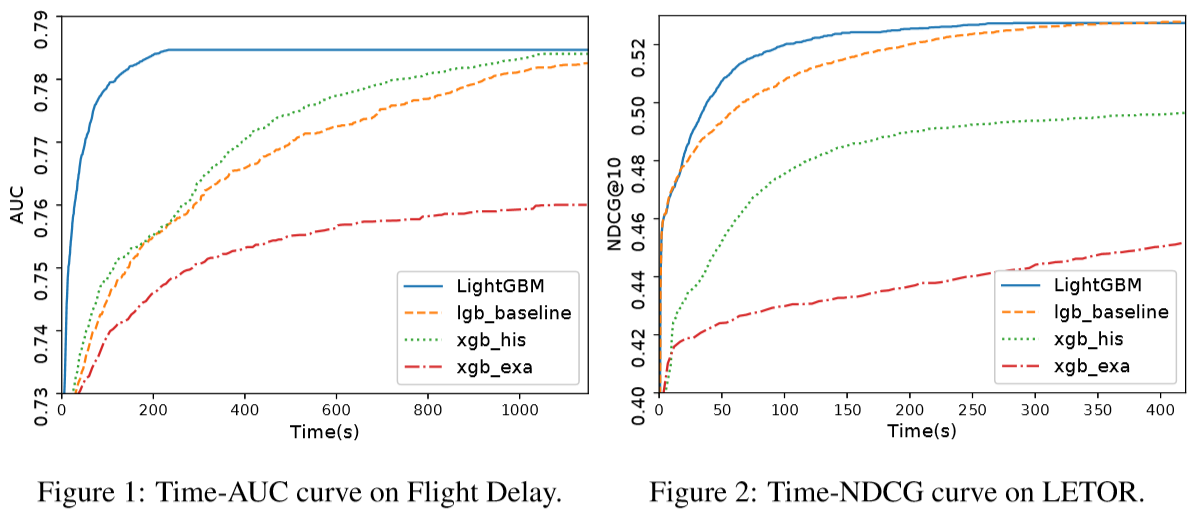 0.79
0.78
0.77
0.76
0.75
0.74
0.73
AUC
0 200 400 600 800 1000
Time(s)
LightGBM
lgb_baseline
xgb_his
xgb_exa
Figure 1: Time-AUC curve on Flight Delay.
0.52
0.50
0.48
0.46
0.44
0.42
0.40
NDCG@10
0 50 100 150 200 250 300 350 400
Time(s)
LightGBM
lgb_baseline
xgb_his
xgb_exa
Figure 2: Time-NDCG curve on LETOR.